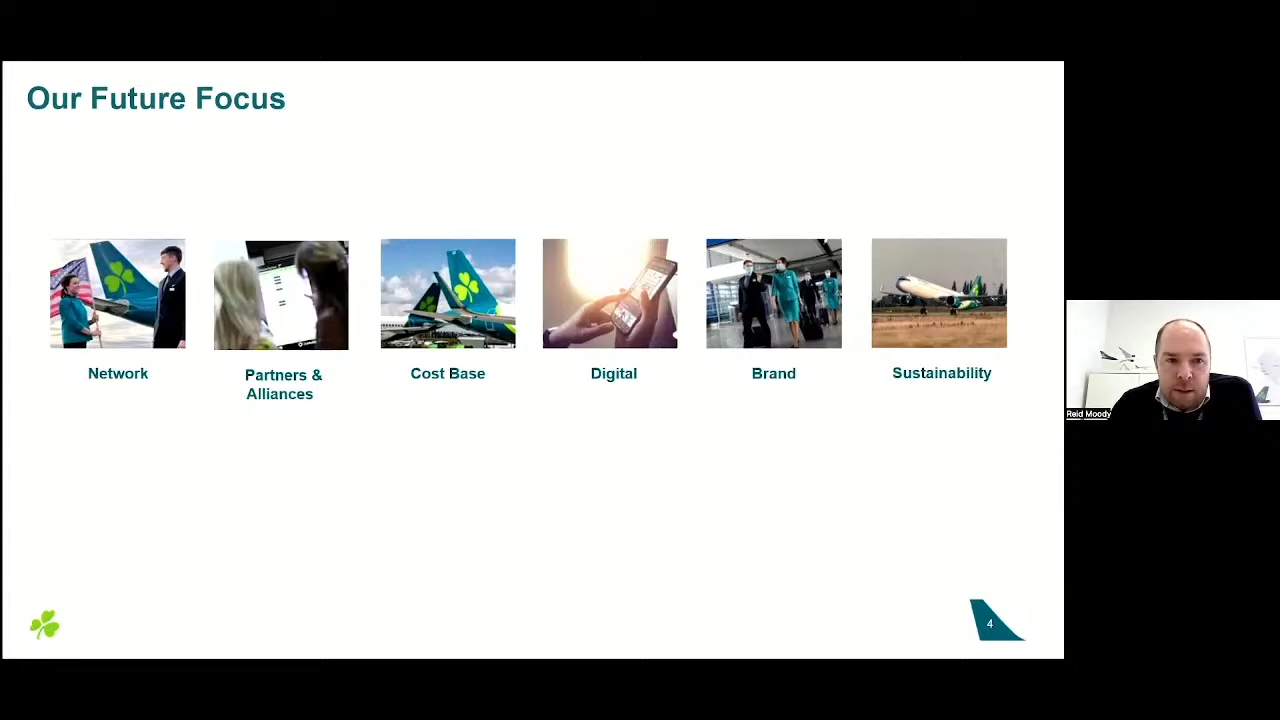 Our Future Focus
Network
Partners &
Alliances
Cost Base
Digital
Brand
Sustainability
4
Reid Moody